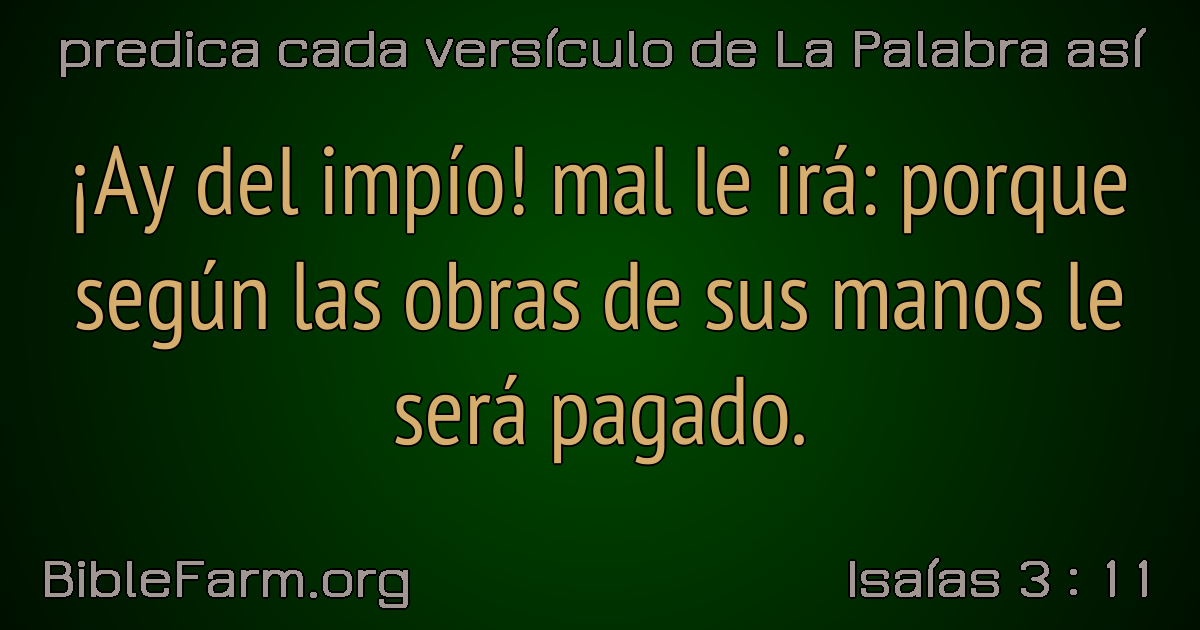 predica cada versículo de La Palabra así
¡Ay del impío! mal le irá: porque
según las obras de sus manos le
será pagado.
BibleFarm.org
Isaías 3 : 11